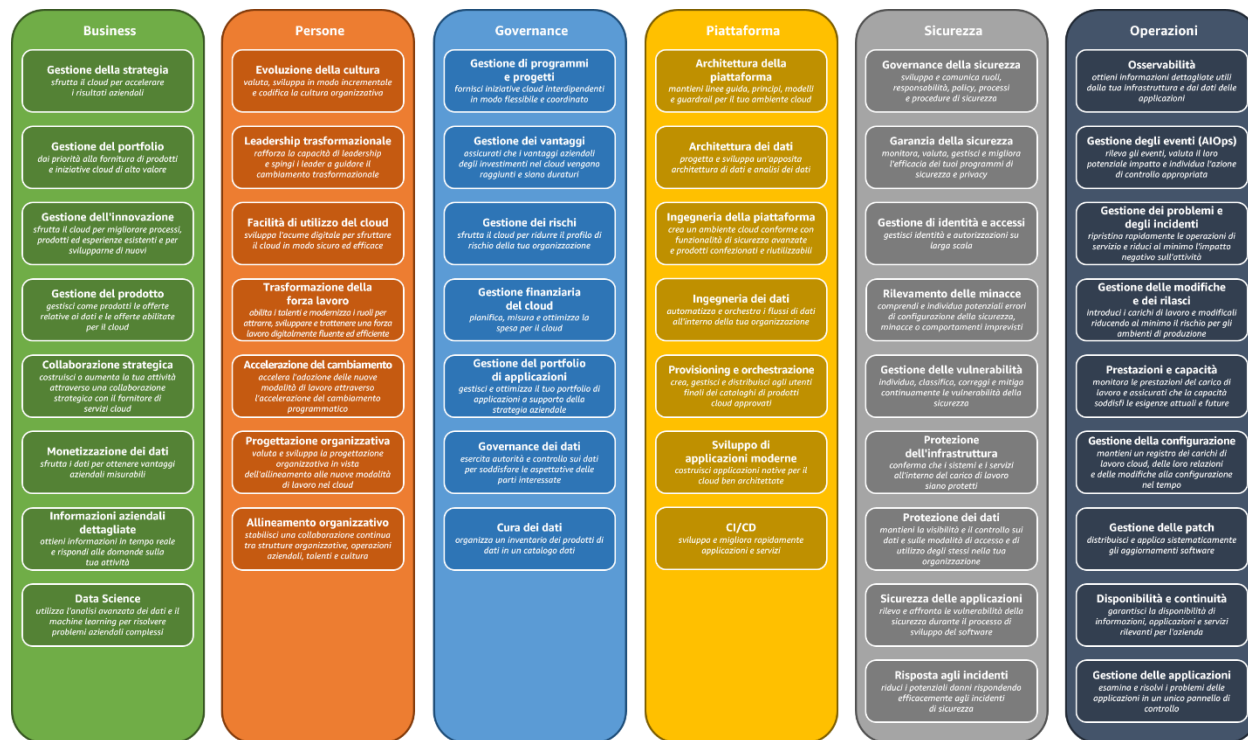 Business
Gestione della strategia
sfrutta il cloud per accelerare
i risultati aziendali
Gestione del portfolio
dai priorità alla fornitura di prodotti
e iniziative cloud di alto valore
Gestione dell'innovazione
sfrutta il cloud per migliorare processi,
prodotti ed esperienze esistenti e per
svilupparne di nuovi
Gestione del prodotto
gestisci come prodotti le offerte
relative ai dati e le offerte abilitate
per il cloud
Collaborazione strategica
costruisci o aumenta la tua attività
attraverso una collaborazione
strategica con il fornitore di
servizi cloud
Monetizzazione dei dati
sfrutta i dati per ottenere vantaggi
aziendali misurabili
Informazioni aziendali
dettagliate
ottieni informazioni in tempo reale
e rispondi alle domande sulla
tua attività
Data Science
utilizza l'analisi avanzata dei dati e il
machine learning per risolvere
problemi aziendali complessi
Persone
Evoluzione della cultura
valuta, sviluppa in modo incrementale
e codifica la cultura organizzativa
Leadership trasformazionale
rafforza la capacità di leadership
e spingi i leader a guidare il
cambiamento trasformazionale
Facilità di utilizzo del cloud
sviluppa l'acume digitale per sfruttare
il cloud in modo sicuro ed efficace
Trasformazione della
forza lavoro
abilita i talenti e modernizza i ruoli per
attrarre, sviluppare e trattenere una forza
lavoro digitalmente fluente ed efficiente
Accelerazione del cambiamento
accelera l'adozione delle nuove
modalità di lavoro attraverso
l'accelerazione del cambiamento
programmatico
Progettazione organizzativa
valuta e sviluppa la progettazione
organizzativa in vista
dell'allineamento alle nuove modalità
di lavoro nel cloud
Allineamento organizzativo
stabilisci una collaborazione continua
tra strutture organizzative, operazioni
aziendali, talenti e cultura
Governance
Gestione di programmi
e progetti
fornisci iniziative cloud interdipendenti
in modo flessibile e coordinato
Gestione dei vantaggi
assicurati che i vantaggi aziendali
degli investimenti nel cloud vengano
raggiunti e siano duraturi
Gestione dei rischi
sfrutta il cloud per ridurre il profilo di
rischio della tua organizzazione
Gestione finanziaria
del cloud
pianifica, misura e ottimizza la
spesa per il cloud
Gestione del portfolio
di applicazioni
gestisci e ottimizza il tuo portfolio di
applicazioni a supporto della
strategia aziendale
Governance dei dati
esercita autorità e controllo sui dati
per soddisfare le aspettative delle
parti interessate
Cura dei dati
organizza un inventario dei prodotti di
dati in un catalogo dati
Piattaforma
Architettura della
piattaforma
mantieni linee guida, principi, modelli
e guardrail per il tuo ambiente cloud
Architettura dei dati
progetta e sviluppa un'apposita
architettura di dati e analisi dei dati
Ingegneria della piattaforma
crea un ambiente cloud conforme con
funzionalità di sicurezza avanzate
e prodotti confezionati e riutilizzabili
Ingegneria dei dati
automatizza e orchestra i flussi di dati
all'interno della tua organizzazione
Provisioning e orchestrazione
crea, gestisci e distribuisci agli utenti
finali dei cataloghi di prodotti
cloud approvati
Sviluppo di
applicazioni moderne
costruisci applicazioni native per il
cloud ben architettate
CI/CD
sviluppa e migliora rapidamente
applicazioni e servizi
Sicurezza
Governance della sicurezza
sviluppa e comunica ruoli,
responsabilità, policy, processi
e procedure di sicurezza
Garanzia della sicurezza
monitora, valuta, gestisci e migliora
l'efficacia dei tuoi programmi di
sicurezza e privacy
Gestione di identità e accessi
gestisci identità e autorizzazioni su
larga scala
Rilevamento delle minacce
comprendi e individua potenziali errori
di configurazione della sicurezza,
minacce o comportamenti imprevisti
Gestione delle vulnerabilità
individua, classifica, correggi e mitiga
continuamente le vulnerabilità della
sicurezza
Protezione
dell'infrastruttura
conferma che i sistemi e i servizi
all'interno del carico di lavoro
siano protetti
Protezione dei dati
mantieni la visibilità e il controllo sui
dati e sulle modalità di accesso e di
utilizzo degli stessi nella tua
organizzazione
Sicurezza delle applicazioni
rileva e affronta le vulnerabilità della
sicurezza durante il processo di
sviluppo del software
Risposta agli incidenti
riduci i potenziali danni rispondendo
efficacemente agli incidenti
di sicurezza
Operazioni
Osservabilità
ottieni informazioni dettagliate utili
dalla tua infrastruttura e dai dati delle
applicazioni
Gestione degli eventi (AIOps)
rileva gli eventi, valuta il loro
potenziale impatto e individua l'azione
di controllo appropriata
Gestione dei problemi e
degli incidenti
ripristina rapidamente le operazioni di
servizio e riduci al minimo l'impatto
negativo sull'attività
Gestione delle modifiche
e dei rilasci
introduci i carichi di lavoro e modificali
riducendo al minimo il rischio per gli
ambienti di produzione
Prestazioni e capacità
monitora le prestazioni del carico di
lavoro e assicurati che la capacità
soddisfi le esigenze attuali e future
Gestione della configurazione
mantieni un registro dei carichi di
lavoro cloud, delle loro relazioni
e delle modifiche alla configurazione
nel tempo
Gestione delle patch
distribuisci e applica sistematicamente
gli aggiornamenti software
Disponibilità e continuità
garantisci la disponibilità di
informazioni, applicazioni e servizi
rilevanti per l'azienda
Gestione delle applicazioni
esamina e risolvi i problemi delle
applicazioni in un unico pannello di
controllo